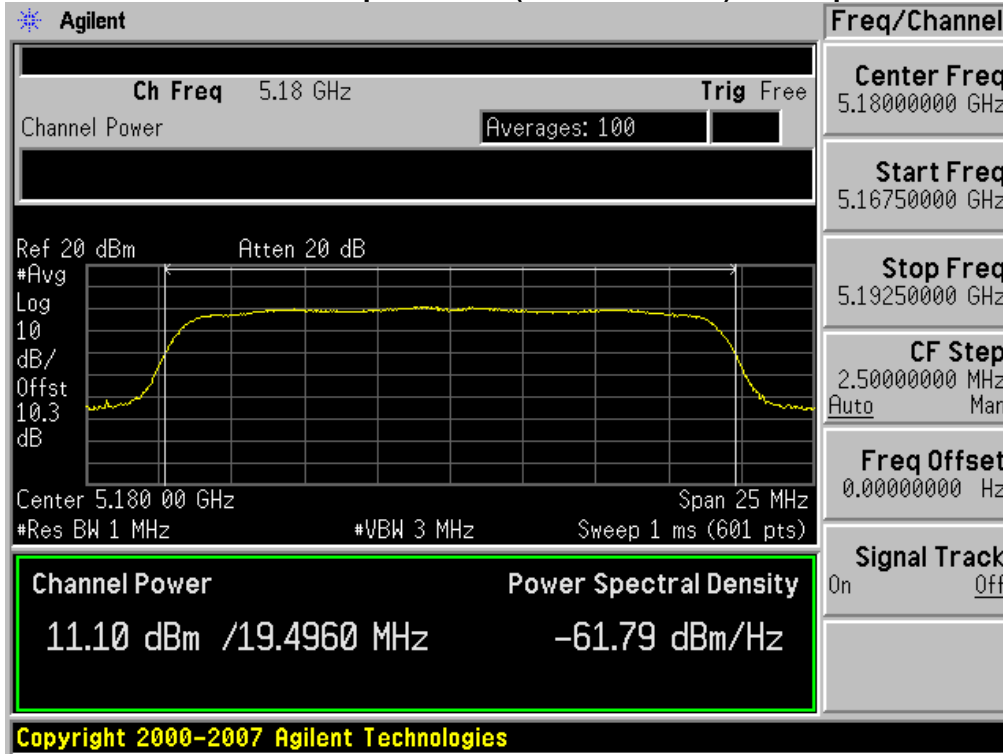 Agilent
Freq/Channel
Ch Freq 5.18 GHz Trig Free
Channel Power Averages: 100
Center Freq
5.18000000 GHz
Start Freq
5.16750000 GHz
Stop Freq
5.19250000 GHz
CF Step
2.50000000 MHz
Auto Man
Freq Offset
0.00000000 Hz
Signal Track
On Off
Ref 20 dBm Atten 20 dB
#Avg
Log
10
dB/
Offst
10.3
dB
Center 5.180 00 GHz Span 25 MHz
#Res BW 1 MHz #VBW 3 MHz Sweep 1 ms (601 pts)
Channel Power Power Spectral Density
11.10 dBm /19.4960 MHz -61.79 dBm/Hz
Copyright 2000-2007 Agilent Technologies